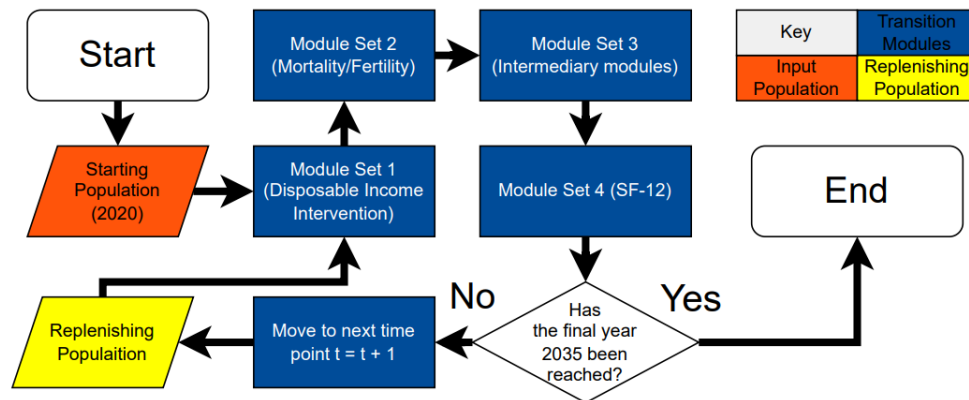 Start
Module Set 2
(Mortality/Fertility)
Module Set 3
(Intermediary modules)
Key
Transition
Modules
Input
Population
Replenishing
Population
Starting
Population
(2020)
Module Set 1
(Disposable Income
Intervention)
Module Set 4 (SF-12)
End
Replenishing
Populaition
Move to next time
point t = t + 1
No
Has
the final year
2035 been
reached?
Yes